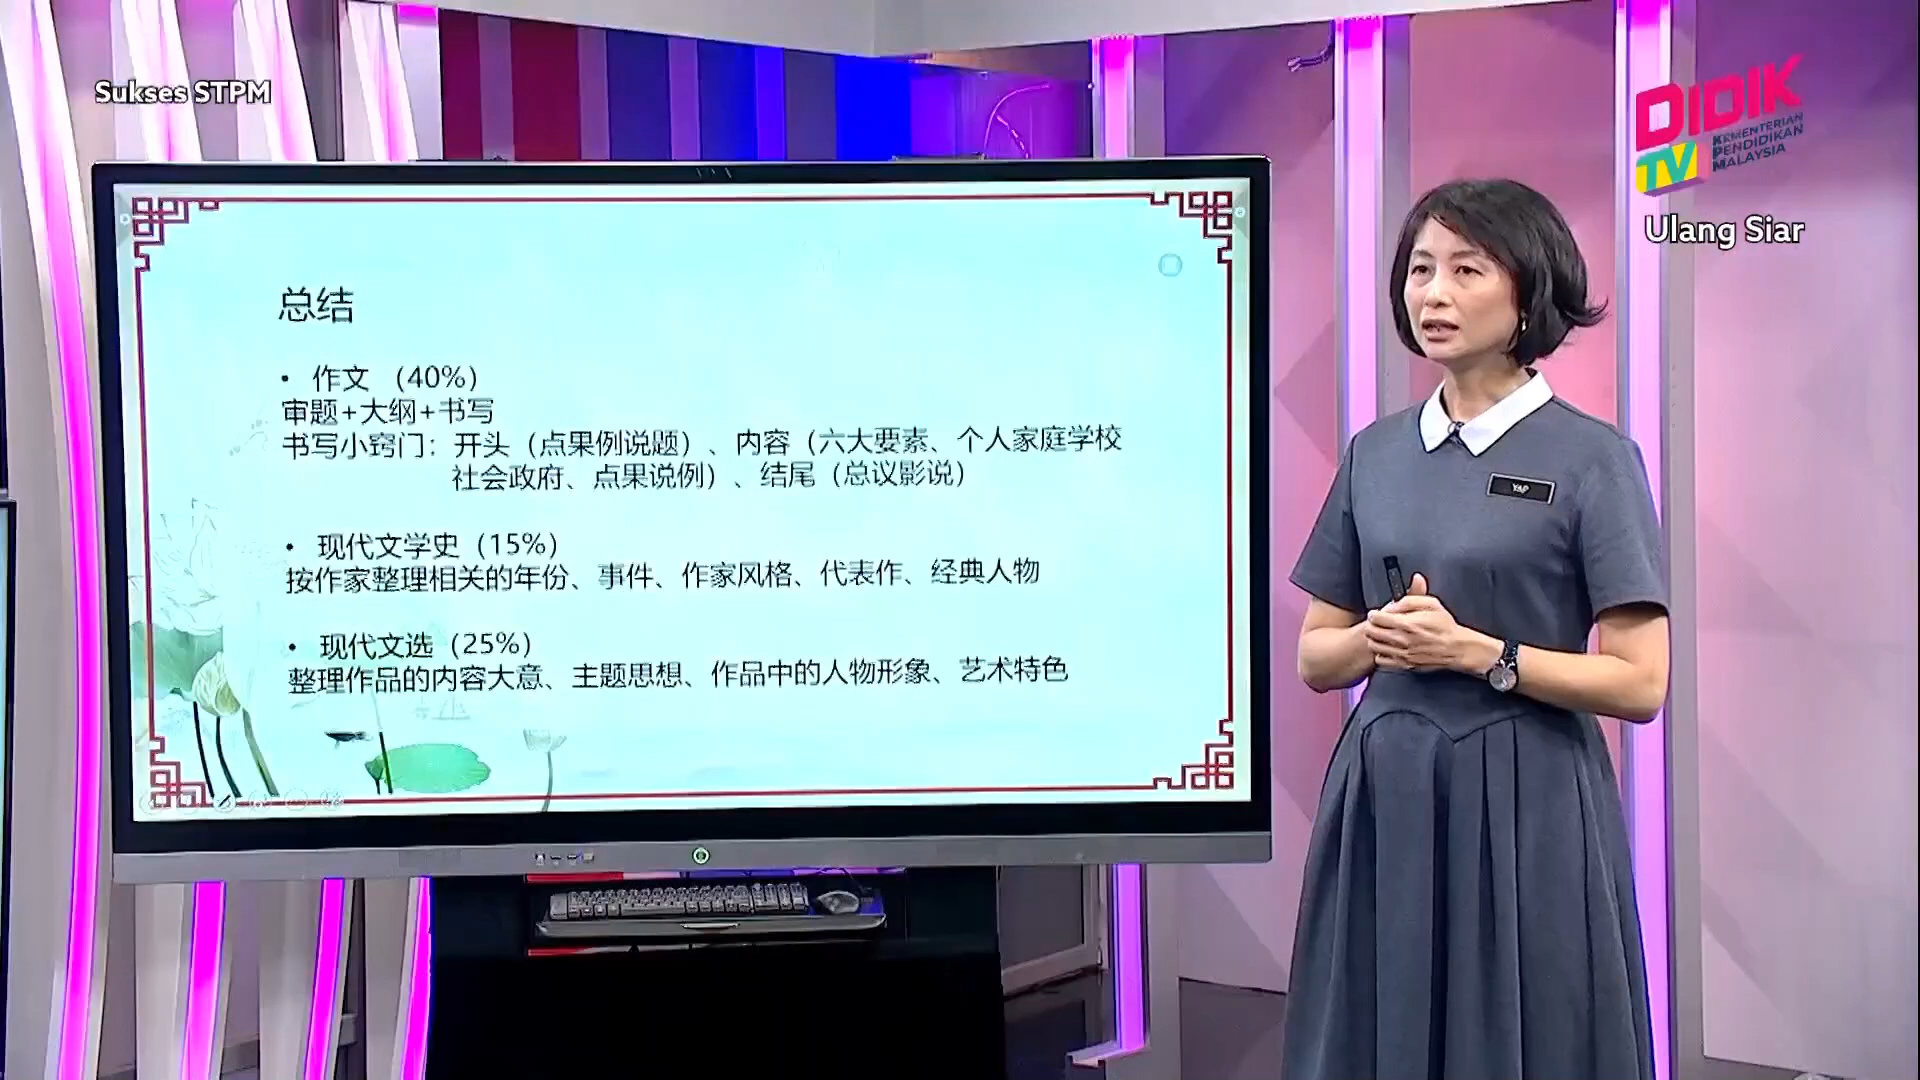 Sukses STPM
DIDIK
TV
KEMENTERIAN
PENDIDIKAN
MALAYSIA
Ulang Siar
总结
• 作文 （40%）
审题+大纲+书写
书写小窍门：开头（点果例说题）、内容（六大要素、个人家庭学校
社会政府、点果说例）、结尾（总议影说）
• 现代文学史（15%）
按作家整理相关的年份、事件、作家风格、代表作、经典人物
• 现代文选（25%）
整理作品的内容大意、主题思想、作品中的人物形象、艺术特色
YAP